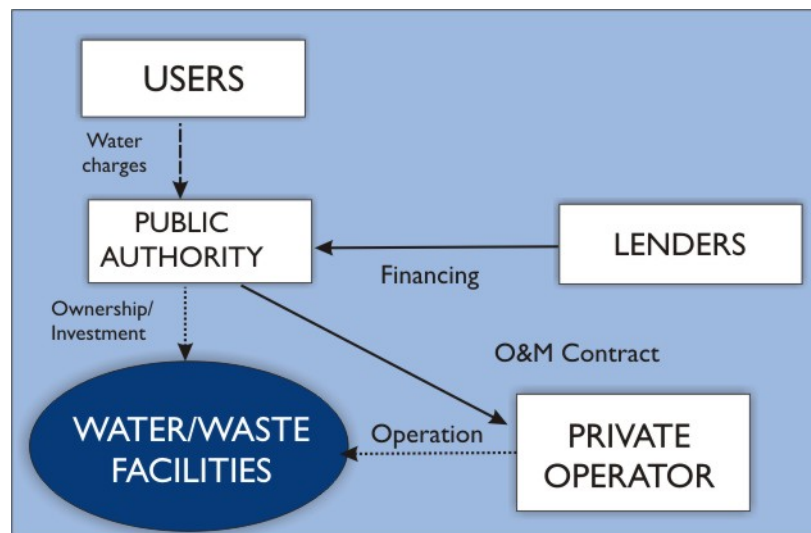 USERS
Water
charges
PUBLIC
AUTHORITY
LENDERS
Financing
Ownership/
Investment
O&M Contract
WATER/WASTE
FACILITIES
Operation
PRIVATE
OPERATOR